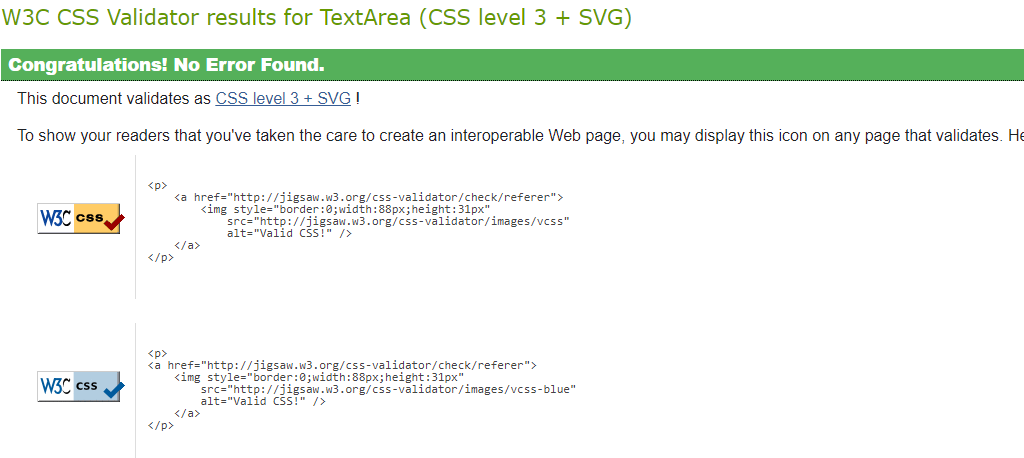 W3C CSS Validator results for TextArea (CSS level 3 + SVG)
Congratulations! No Error Found.
This document validates as CSS level 3 + SVG !
To show your readers that you've taken the care to create an interoperable Web page, you may display this icon on any page that validates. He
W3C css
<p>
<a href="http://jigsaw.w3.org/css-validator/check/referer">
<img style="border:0;width:88px;height:31px"
src="http://jigsaw.w3.org/css-validator/images/vcss"
alt="Valid CSS!" />
</a>
</p>
W3C css
<p>
<a href="http://jigsaw.w3.org/css-validator/check/referer">
<img style="border:0;width:88px;height:31px"
src="http://jigsaw.w3.org/css-validator/images/vcss-blue"
alt="Valid CSS!" />
</a>
</p>